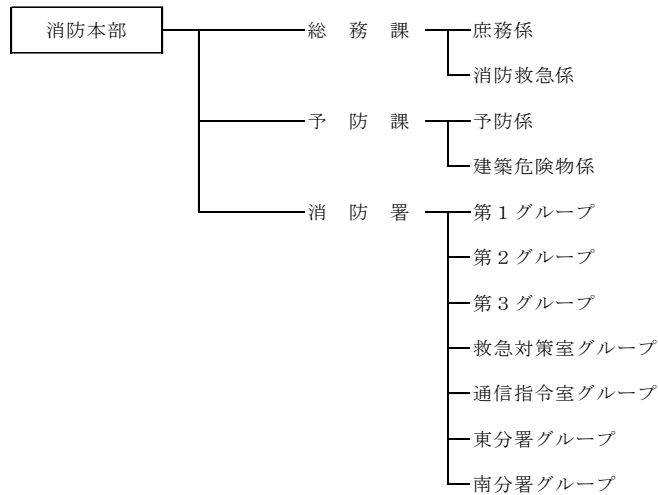 消防本部 総務課 庶務係
消防救急係
予防課 予防係
建築危険物係
消防署 第１グループ
第２グループ
第３グループ
救急対策室グループ
通信指令室グループ
東分署グループ
南分署グループ